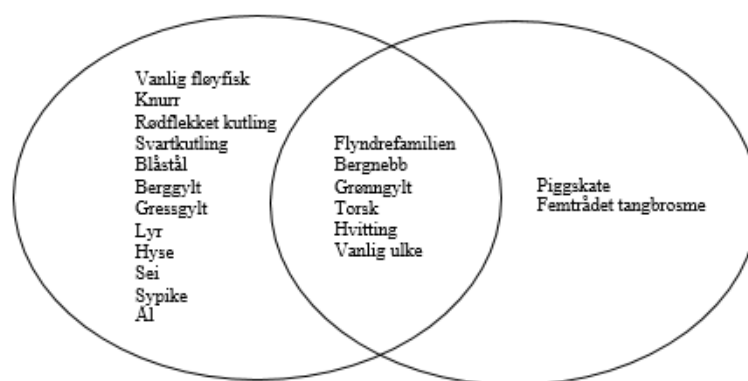 Vanlig fløyfisk
Knurr
Rødflekket kutling
Svartkutling
Blåstål
Berggylt
Gressgylt
Lyr
Hyse
Sei
Sypike
Ål
Flyndrefamilien
Bergnebb
Grønngylt
Torsk
Hvitting
Vanlig ulke
Piggskate
Femtrådet tangbrosme